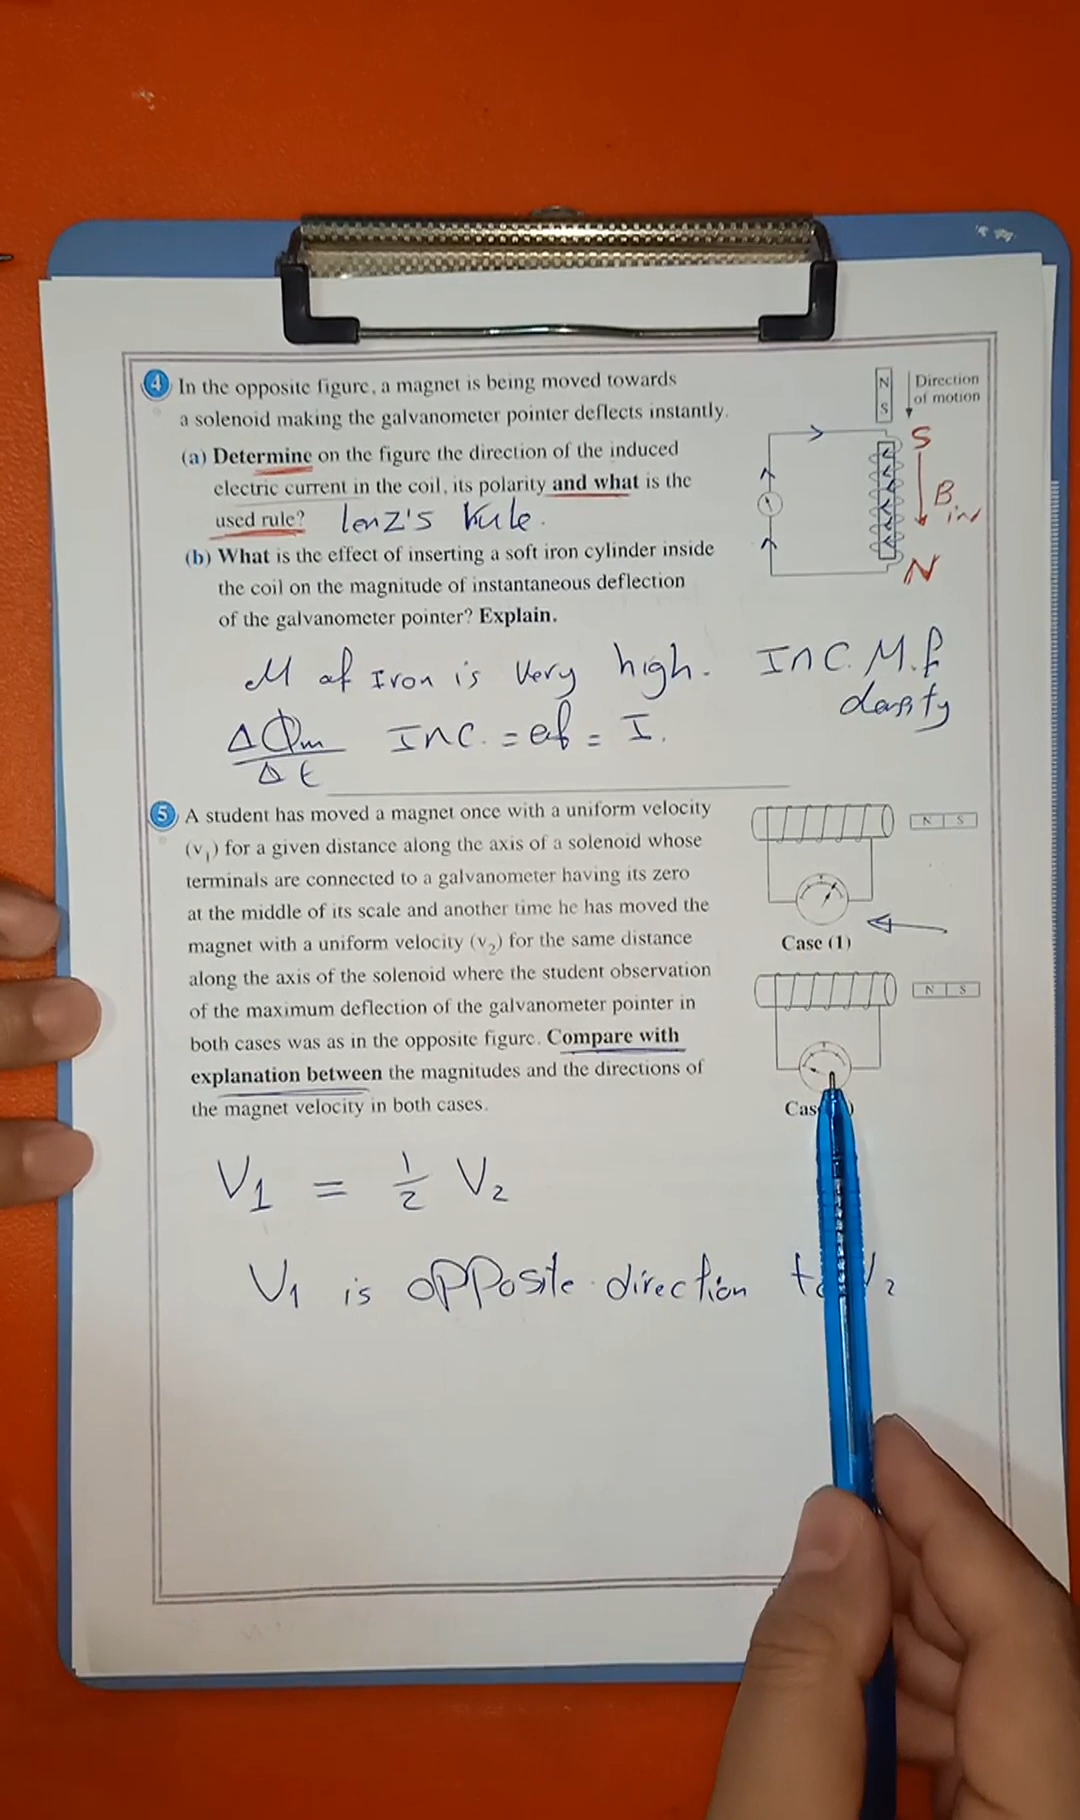 4 In the opposite figure, a magnet is being moved towards
a solenoid making the galvanometer pointer deflects instantly.
(a) Determine on the figure the direction of the induced
electric current in the coil, its polarity and what is the
used rule? lenz's Rule.
(b) What is the effect of inserting a soft iron cylinder inside
the coil on the magnitude of instantaneous deflection
of the galvanometer pointer? Explain.
N
S
Direction
of motion
S
B in
N
M of Iron is very high. Inc. M.f
density
ΔΦm Inc. = emf = I.
Δt
5 A student has moved a magnet once with a uniform velocity
(v₁) for a given distance along the axis of a solenoid whose
terminals are connected to a galvanometer having its zero
at the middle of its scale and another time he has moved the
magnet with a uniform velocity (v₂) for the same distance
along the axis of the solenoid where the student observation
of the maximum deflection of the galvanometer pointer in
both cases was as in the opposite figure. Compare with
explanation between the magnitudes and the directions of
the magnet velocity in both cases.
N S
Case (1)
N S
V1 = 1/2 V2
V1 is opposite direction